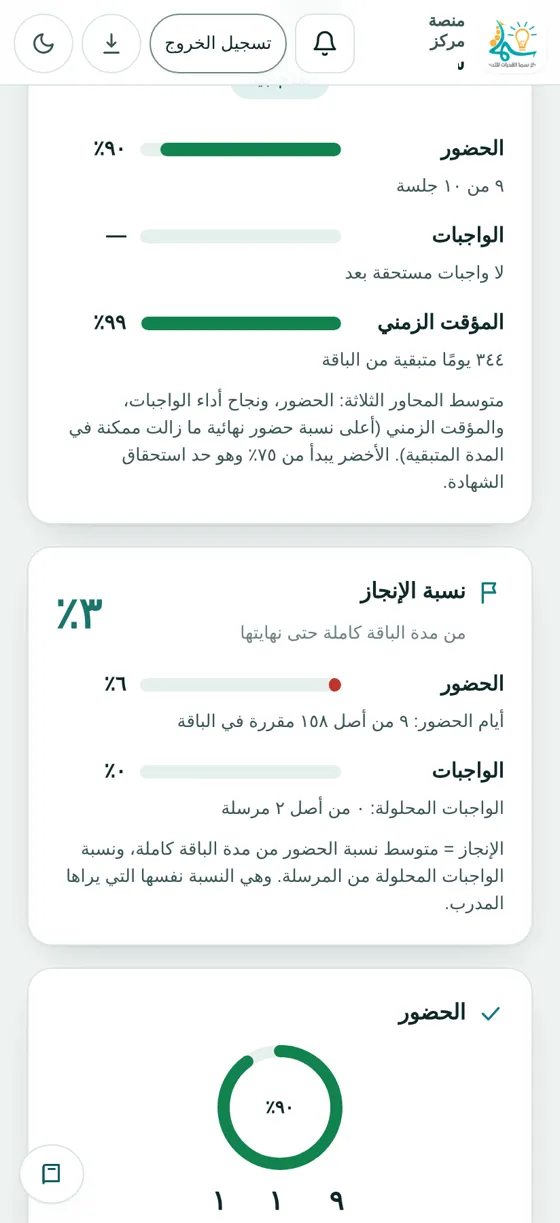 منصة
مركز
تسجيل الخروج
الحضور
٩٠٪
٩ من ١٠ جلسة
الواجبات
—
لا واجبات مستحقة بعد
المؤقت الزمني
٩٩٪
٣٤٤ يومًا متبقية من الباقة
متوسط المحاور الثلاثة: الحضور، ونجاح أداء الواجبات،
والمؤقت الزمني (أعلى نسبة حضور نهائية ما زالت ممكنة في
المدة المتبقية). الأخضر يبدأ من ٧٥٪ وهو حد استحقاق
الشهادة.
نسبة الإنجاز
٣٪
من مدة الباقة كاملة حتى نهايتها
الحضور
٦٪
أيام الحضور: ٩ من أصل ١٥٨ مقررة في الباقة
الواجبات
٠٪
الواجبات المحلولة: ٠ من أصل ٢ مرسلة
الإنجاز = متوسط نسبة الحضور من مدة الباقة كاملة، ونسبة
الواجبات المحلولة من المرسلة. وهي النسبة نفسها التي يراها
المدرب.
الحضور
٩٠٪
٩ ١ ١